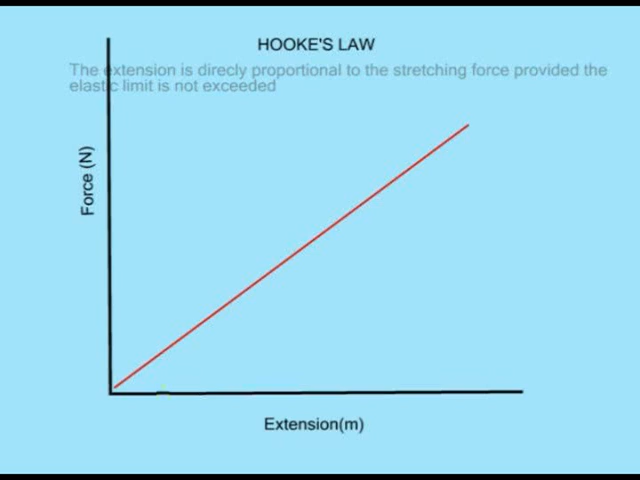 HOOKE'S LAW
The extension is direcly proportional to the stretching force provided the
elastic limit is not exceeded
Force (N)
Extension(m)